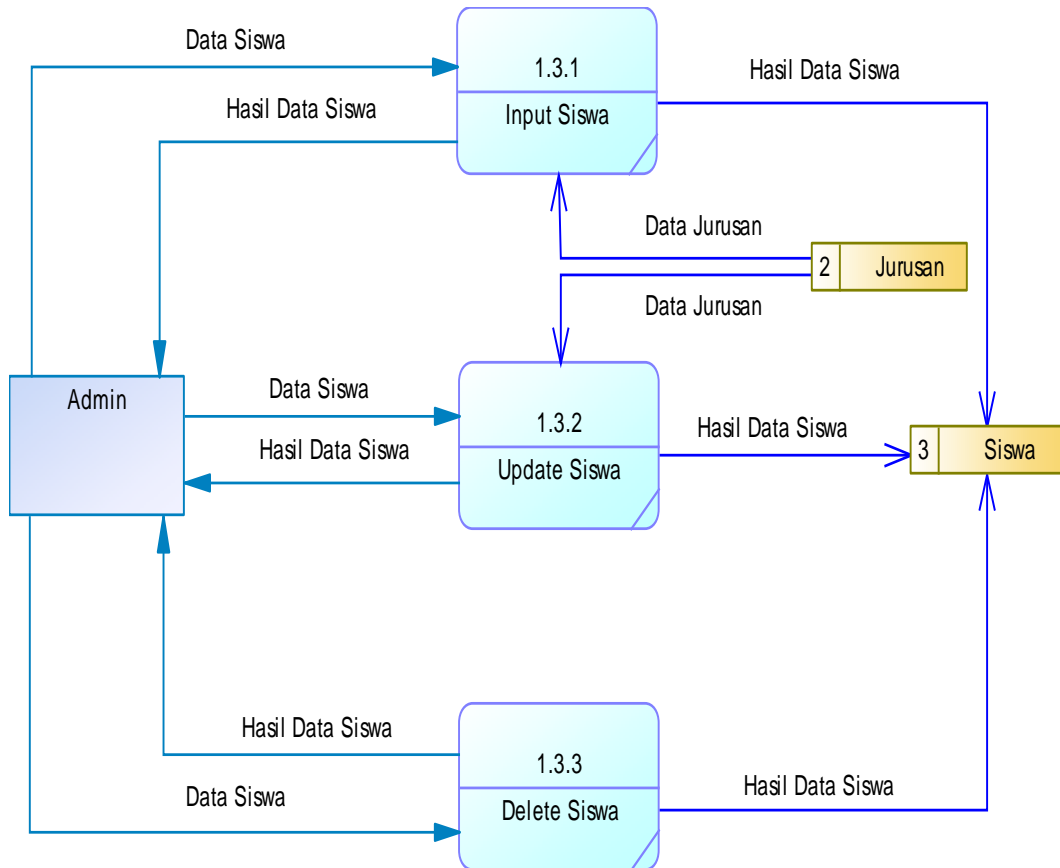 Data Siswa
1.3.1
Hasil Data Siswa
Hasil Data Siswa
Input Siswa
Data Jurusan
2 Jurusan
Data Jurusan
Admin
Data Siswa
1.3.2
Hasil Data Siswa
Hasil Data Siswa
Update Siswa
3 Siswa
Hasil Data Siswa
1.3.3
Data Siswa
Delete Siswa
Hasil Data Siswa